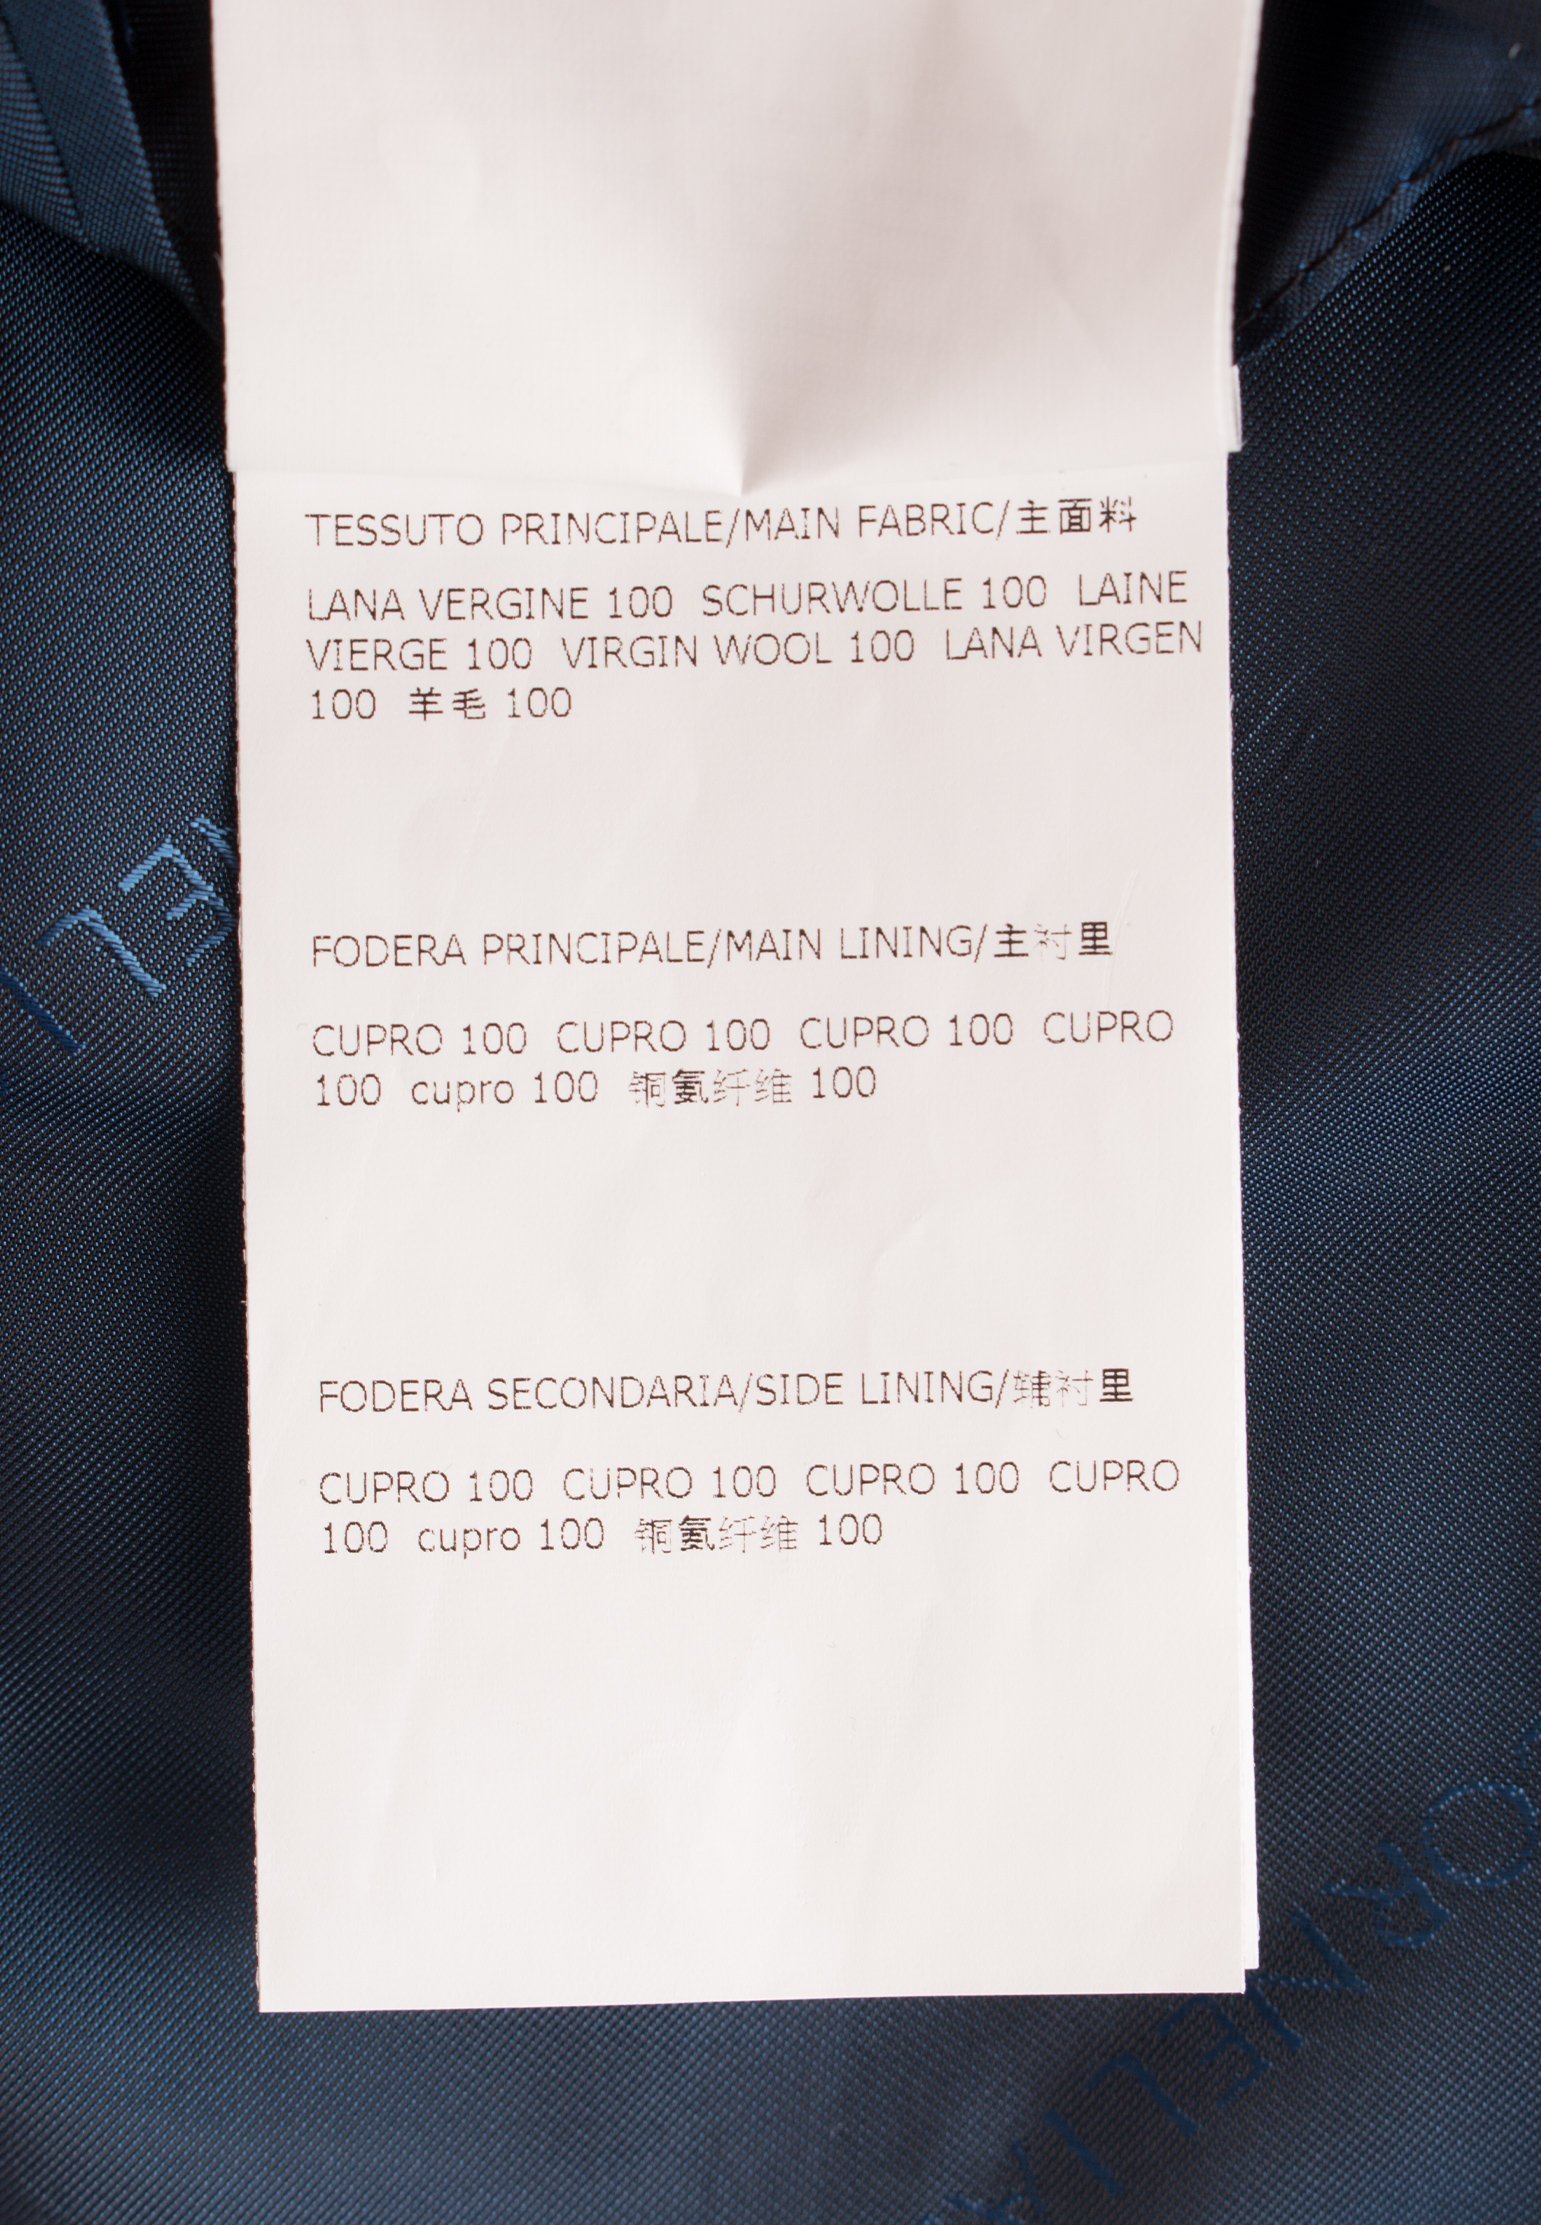 TESSUTO PRINCIPALE/MAIN FABRIC/主面料
LANA VERGINE 100 SCHURWOLLE 100 LAINE
VIERGE 100 VIRGIN WOOL 100 LANA VIRGEN
100 羊毛 100
FODERA PRINCIPALE/MAIN LINING/主衬里
CUPRO 100 CUPRO 100 CUPRO 100 CUPRO
100 cupro 100 铜氨纤维 100
FODERA SECONDARIA/SIDE LINING/辅衬里
CUPRO 100 CUPRO 100 CUPRO 100 CUPRO
100 cupro 100 铜氨纤维 100